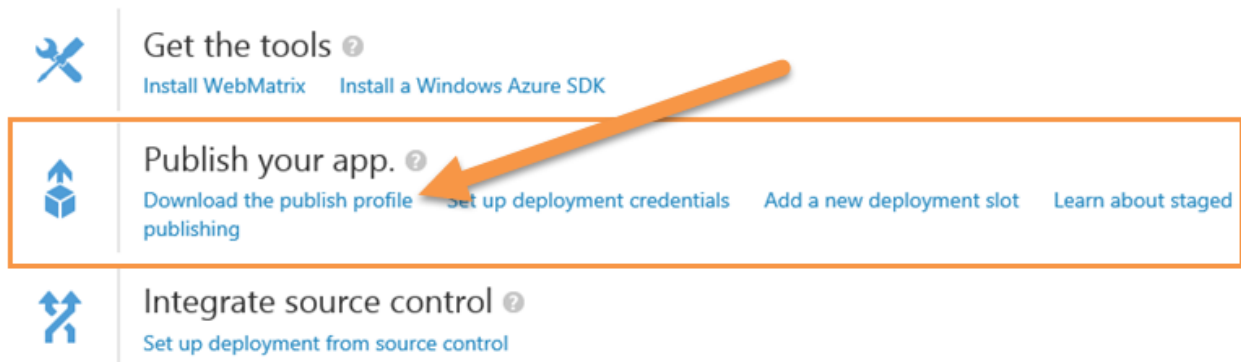 Get the tools ?
Install WebMatrix Install a Windows Azure SDK
Publish your app. ?
Download the publish profile Set up deployment credentials Add a new deployment slot Learn about staged
publishing
Integrate source control ?
Set up deployment from source control